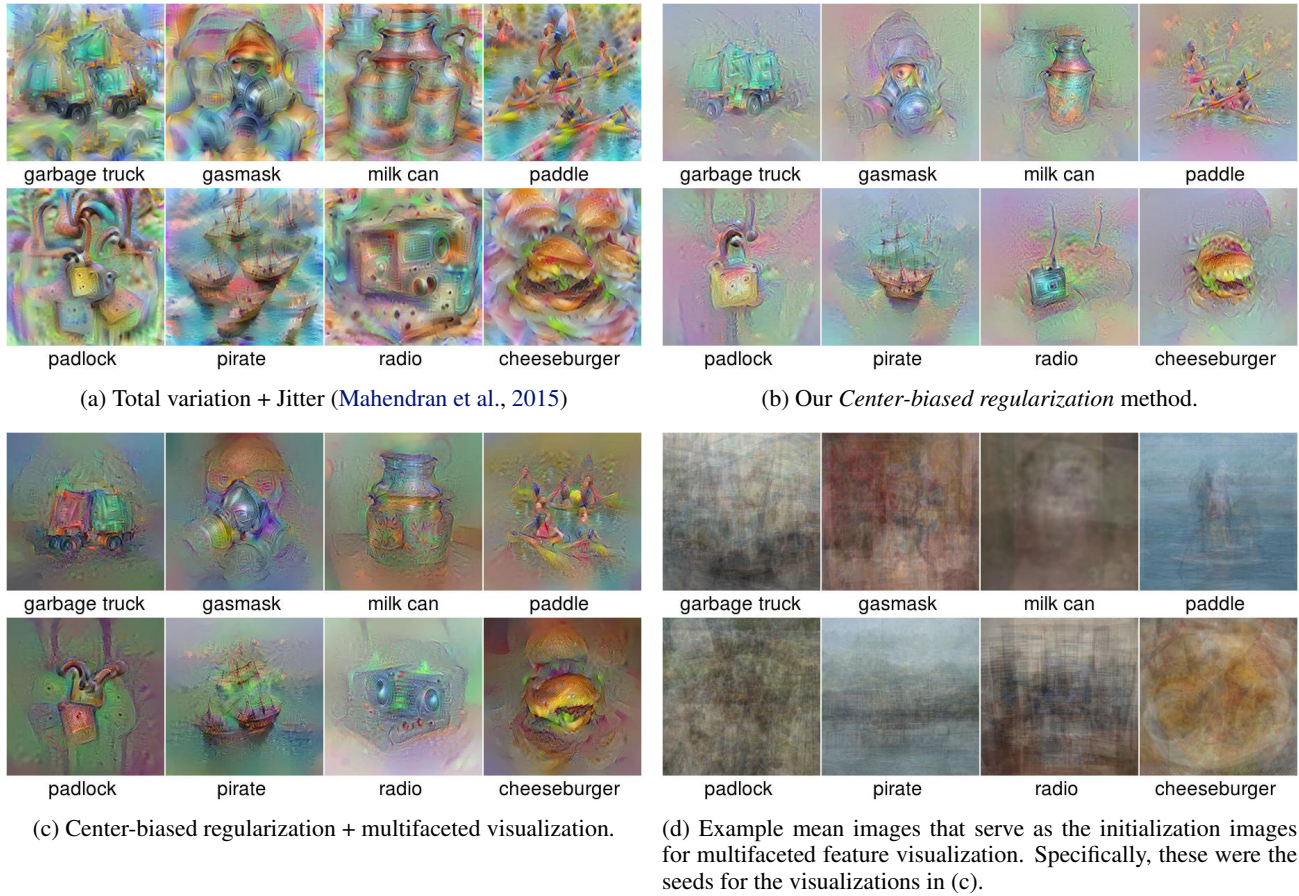 garbage truck gasmask milk can paddle
padlock pirate radio cheeseburger
(a) Total variation + Jitter (Mahendran et al., 2015)
garbage truck gasmask milk can paddle
padlock pirate radio cheeseburger
(b) Our Center-biased regularization method.
garbage truck gasmask milk can paddle
padlock pirate radio cheeseburger
(c) Center-biased regularization + multifaceted visualization.
garbage truck gasmask milk can paddle
padlock pirate radio cheeseburger
(d) Example mean images that serve as the initialization images
for multifaceted feature visualization. Specifically, these were the
seeds for the visualizations in (c).